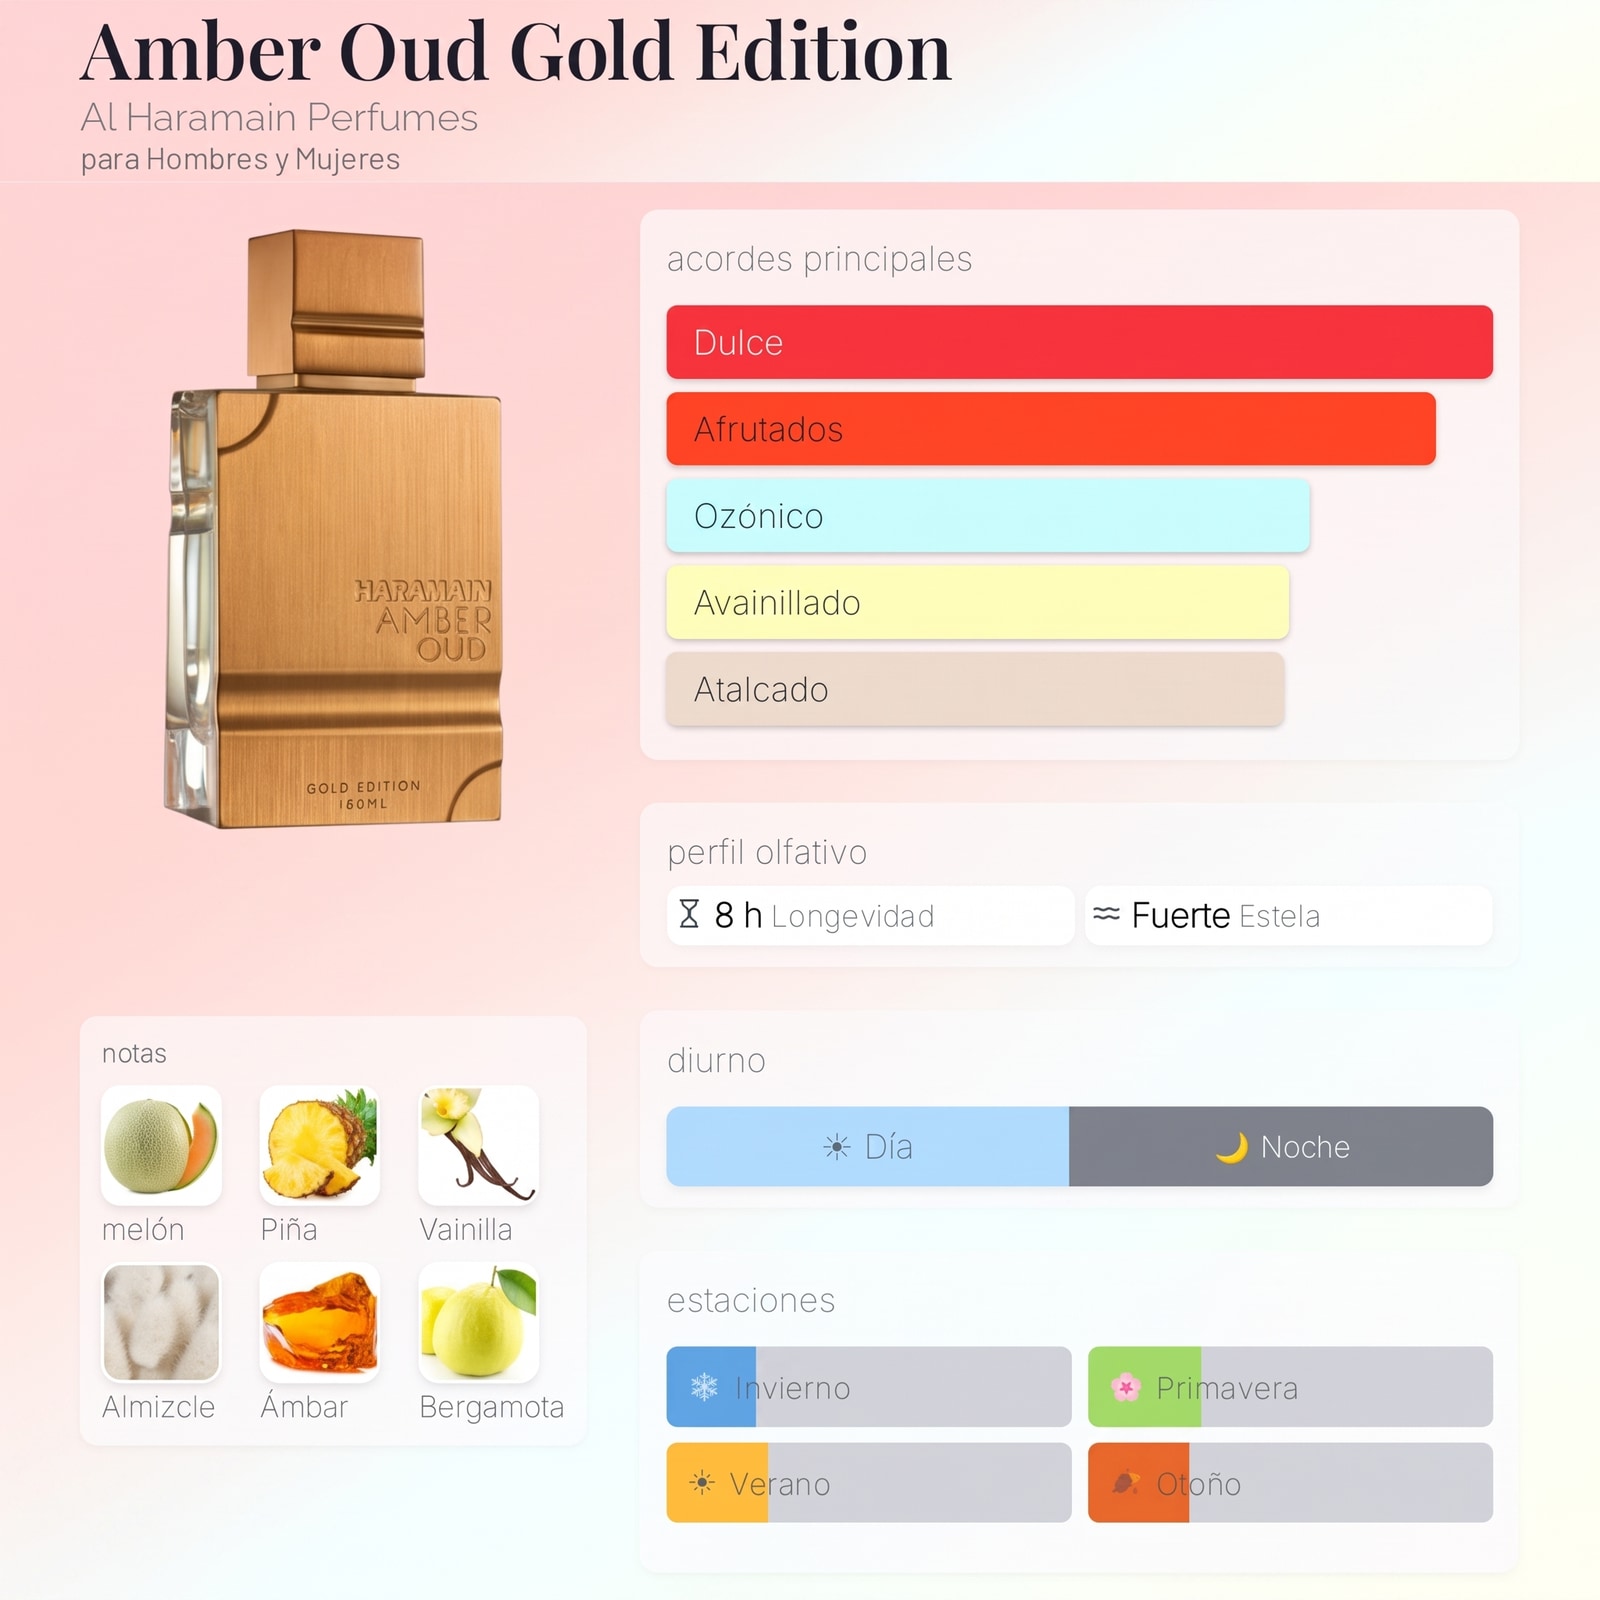 Amber Oud Gold Edition
Al Haramain Perfumes
para Hombres y Mujeres
HARAMAIN
AMBER
OUD
GOLD EDITION
160ML
acordes principales
Dulce
Afrutados
Ozónico
Avainillado
Atalcado
perfil olfativo
8 h Longevidad
Fuerte Estela
notas
melón
Piña
Vainilla
Almizcle
Ámbar
Bergamota
diurno
Día
Noche
estaciones
Invierno
Primavera
Verano
Otoño